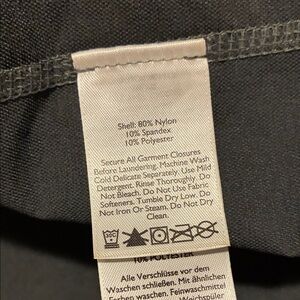 Shell: 80% Nylon
10% Spandex
10% Polyester
Secure All Garment Closures
Before Laundering. Machine Wash
Cold Delicate Separately. Use Mild
Detergent. Rinse Thoroughly. Do
Not Bleach. Do Not Use Fabric
Softeners. Tumble Dry Low. Do
Not Iron Or Steam. Do Not Dry
Clean.
10% POLYESTER
Alle Verschlüsse vor dem
Waschen schließen. Mit
Farben